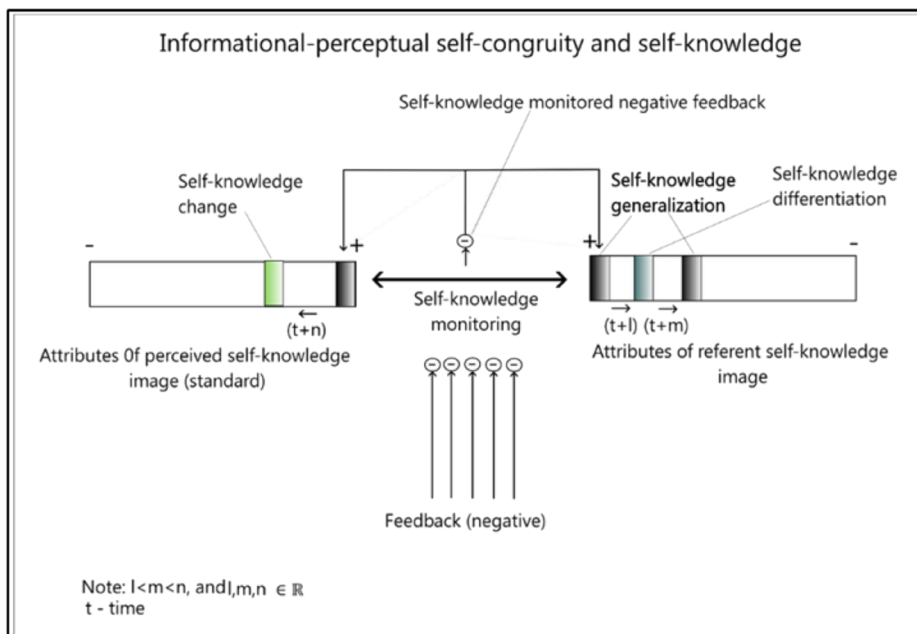 Informational-perceptual self-congruity and self-knowledge
Self-knowledge monitored negative feedback
Self-knowledge
change
Self-knowledge
generalization
Self-knowledge
differentiation
-
+
+
-
⊖
(t+n)
Self-knowledge
monitoring
(t+l) (t+m)
Attributes 0f perceived self-knowledge
image (standard)
Attributes of referent self-knowledge
image
⊖⊖⊖⊖⊖
Feedback (negative)
Note: l<m<n, andl,m,n ∈ ℝ
t - time